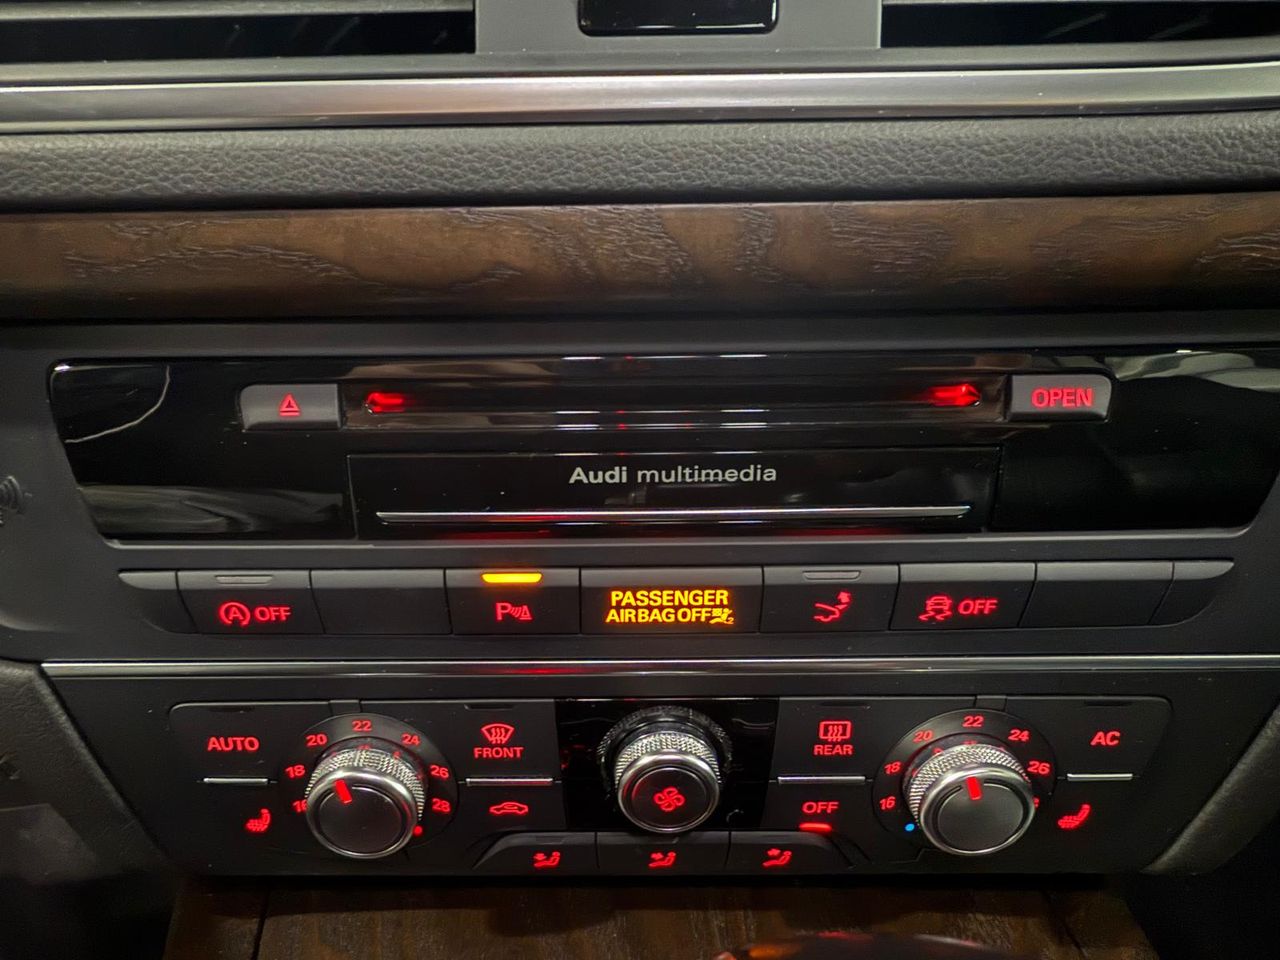 OPEN
Audi multimedia
A OFF
P
PASSENGER
AIRBAG OFF 2
OFF
AUTO
16
18
20
22
24
26
28
FRONT
REAR
OFF
16
18
20
22
24
26
AC